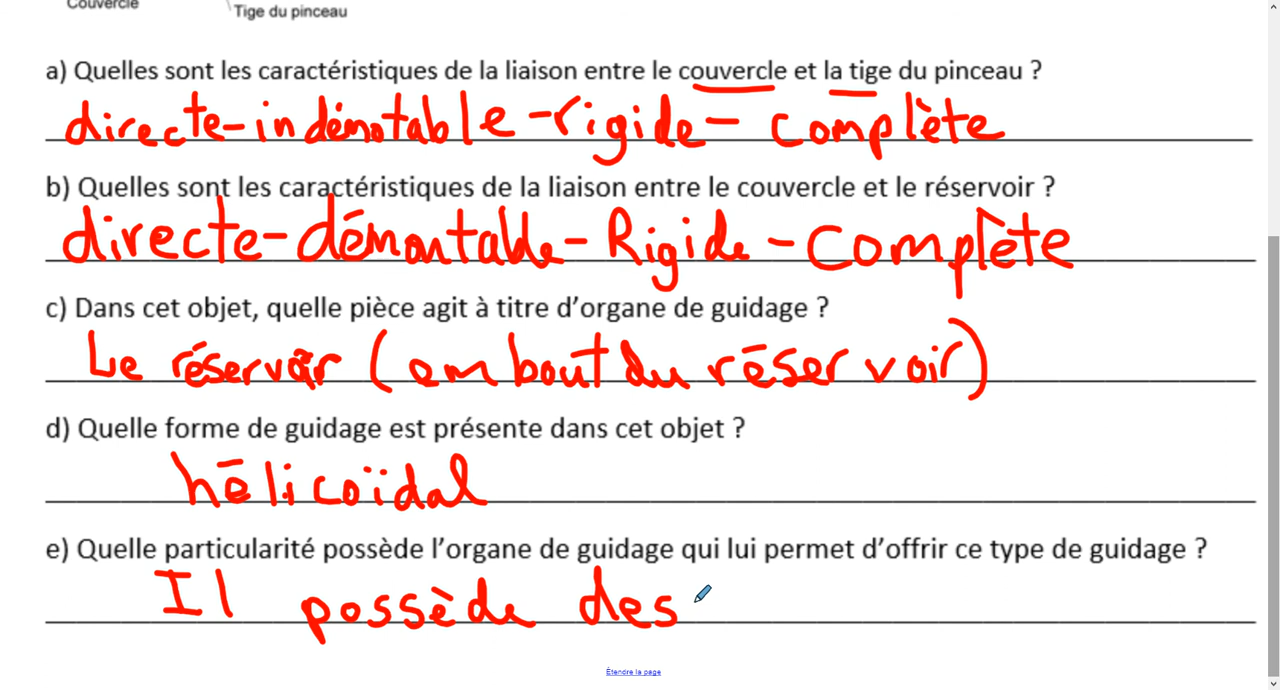 Couvercle
Tige du pinceau
a) Quelles sont les caractéristiques de la liaison entre le couvercle et la tige du pinceau ?
directe-indémotable-rigide-complète
b) Quelles sont les caractéristiques de la liaison entre le couvercle et le réservoir ?
directe-démontable-Rigide-Complète
c) Dans cet objet, quelle pièce agit à titre d'organe de guidage ?
Le réservoir (embout du réservoir)
d) Quelle forme de guidage est présente dans cet objet ?
hélicoïdal
e) Quelle particularité possède l'organe de guidage qui lui permet d'offrir ce type de guidage ?
Il possède des
Étendre la page